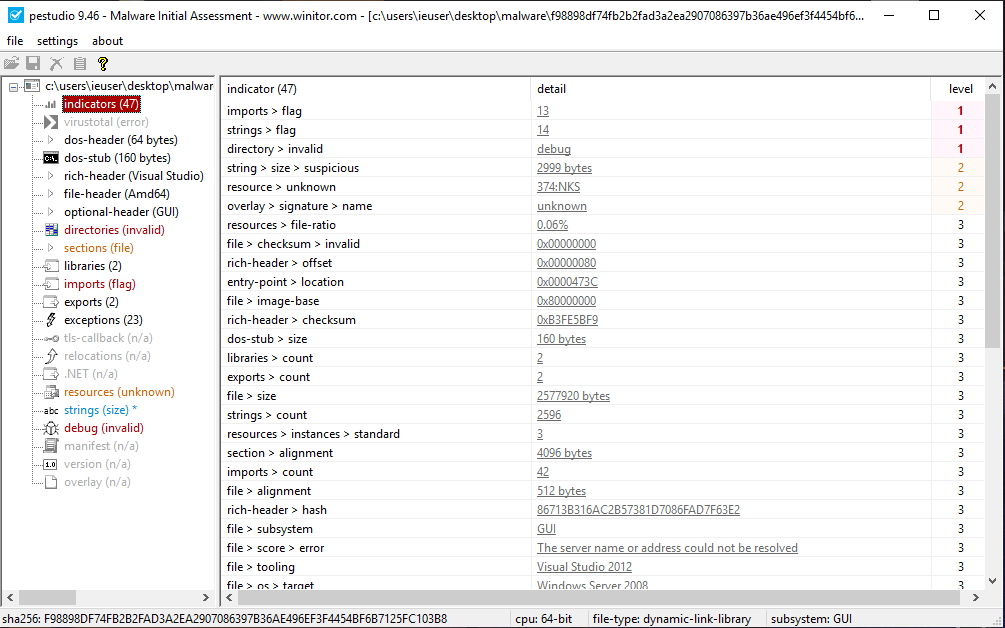 pestudio 9.46 - Malware Initial Assessment - www.winitor.com - [c:\users\ieuser\desktop\malware\f98898df74fb2b2fad3a2ea2907086397b36ae496ef3f4454bf6...
file settings about
c:\users\ieuser\desktop\malwar
indicators (47)
virustotal (error)
dos-header (64 bytes)
dos-stub (160 bytes)
rich-header (Visual Studio)
file-header (Amd64)
optional-header (GUI)
directories (invalid)
sections (file)
libraries (2)
imports (flag)
exports (2)
exceptions (23)
tls-callback (n/a)
relocations (n/a)
.NET (n/a)
resources (unknown)
abc strings (size) *
debug (invalid)
manifest (n/a)
1.0 version (n/a)
overlay (n/a)
indicator (47) detail level
imports > flag 13 1
strings > flag 14 1
directory > invalid debug 1
string > size > suspicious 2999 bytes 2
resource > unknown 374:NKS 2
overlay > signature > name unknown 2
resources > file-ratio 0.06% 3
file > checksum > invalid 0x00000000 3
rich-header > offset 0x00000080 3
entry-point > location 0x0000473C 3
file > image-base 0x80000000 3
rich-header > checksum 0xB3FE5BF9 3
dos-stub > size 160 bytes 3
libraries > count 2 3
exports > count 2 3
file > size 2577920 bytes 3
strings > count 2596 3
resources > instances > standard 3 3
section > alignment 4096 bytes 3
imports > count 42 3
file > alignment 512 bytes 3
rich-header > hash 86713B316AC2B57381D7086FAD7F63E2 3
file > subsystem GUI 3
file > score > error The server name or address could not be resolved 3
file > tooling Visual Studio 2012 3
file > os > target Windows Server 2008 3
sha256: F98898DF74FB2B2FAD3A2EA2907086397B36AE496EF3F4454BF6B7125FC103B8 cpu: 64-bit file-type: dynamic-link-library subsystem: GUI